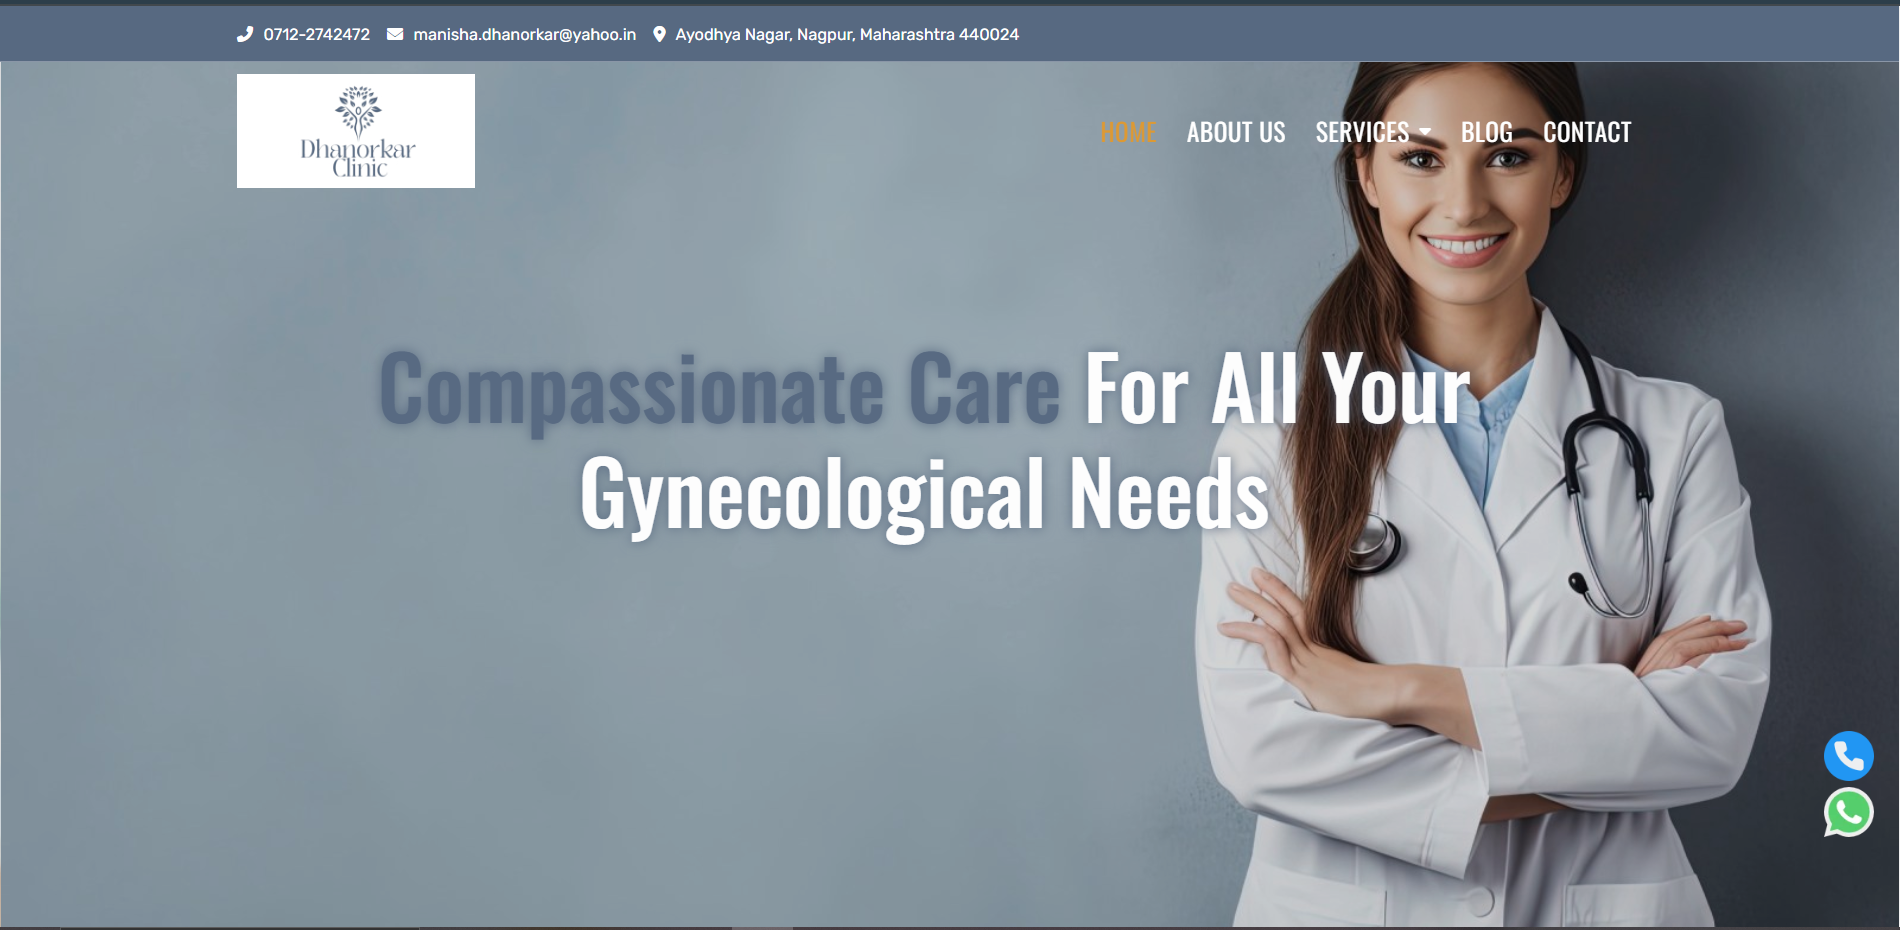 0712-2742472 manisha.dhanorkar@yahoo.in Ayodhya Nagar, Nagpur, Maharashtra 440024
Dhanorkar
Clinic
HOME ABOUT US SERVICES BLOG CONTACT
Compassionate Care For All Your
Gynecological Needs